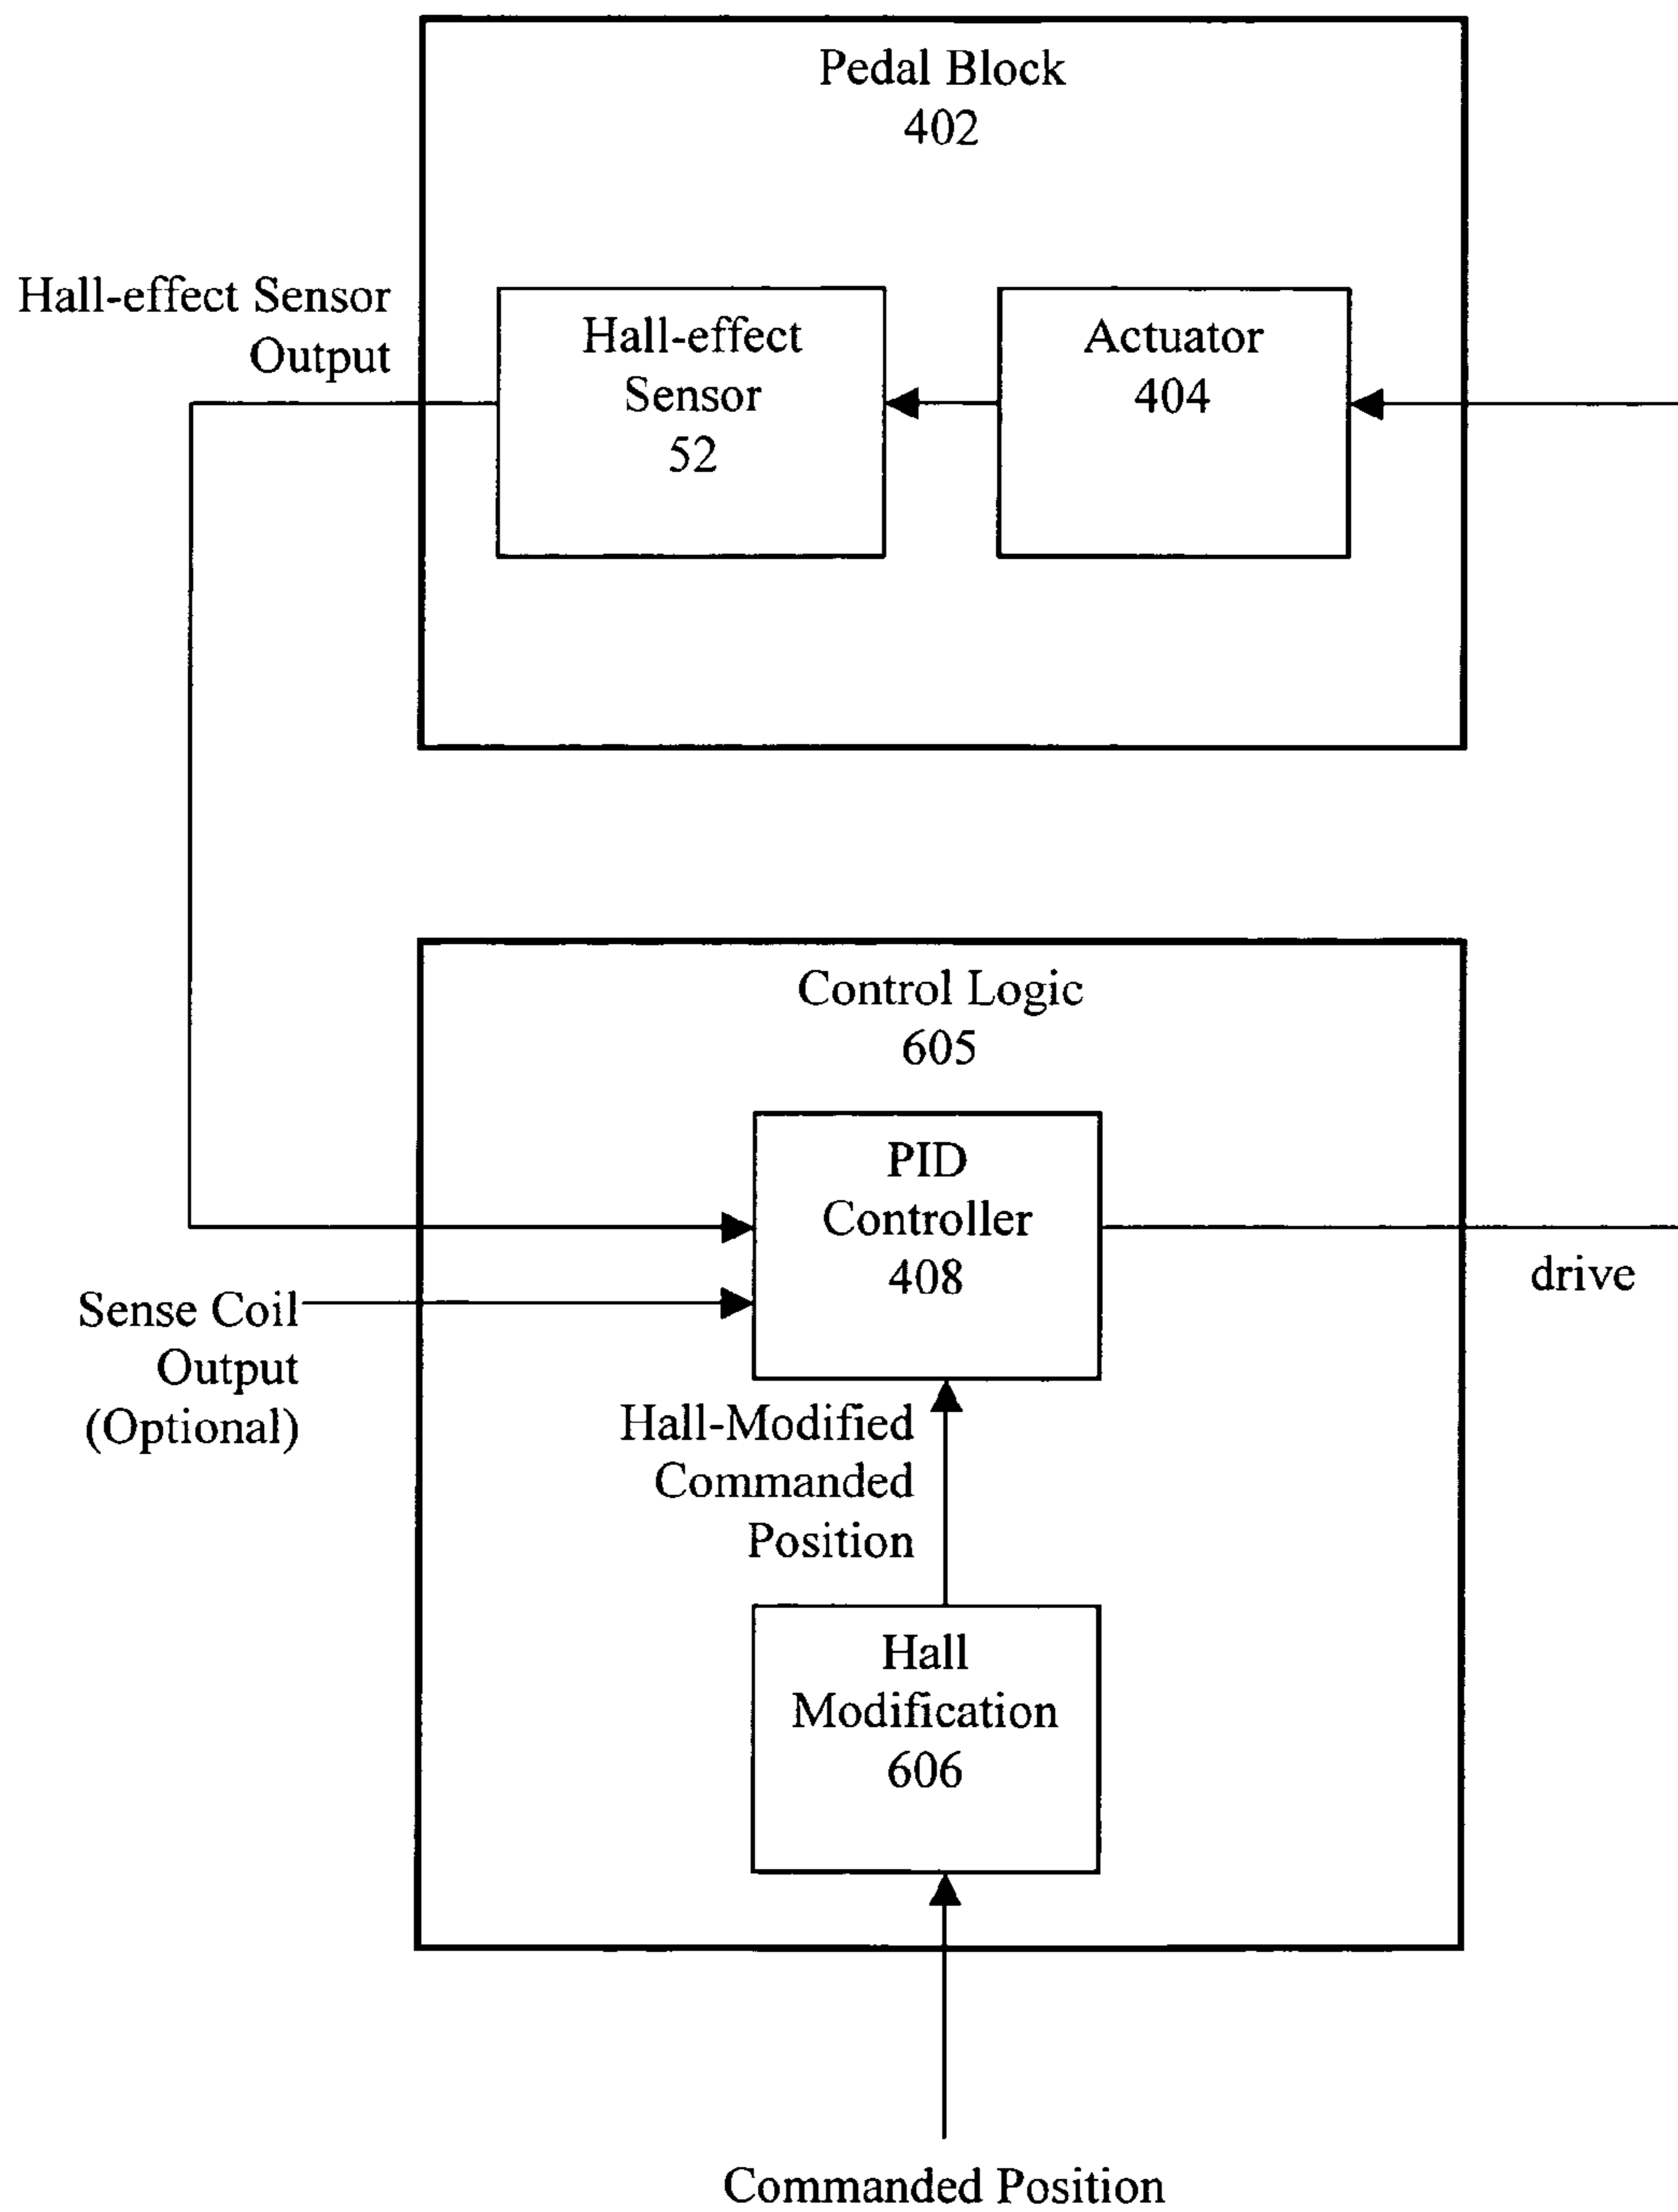 Pedal Block
402
Hall-effect Sensor
Output
Hall-effect
Sensor
52
Actuator
404
Control Logic
605
PID
Controller
408
drive
Sense Coil
Output
(Optional)
Hall-Modified
Commanded
Position
Hall
Modification
606
Commanded Position